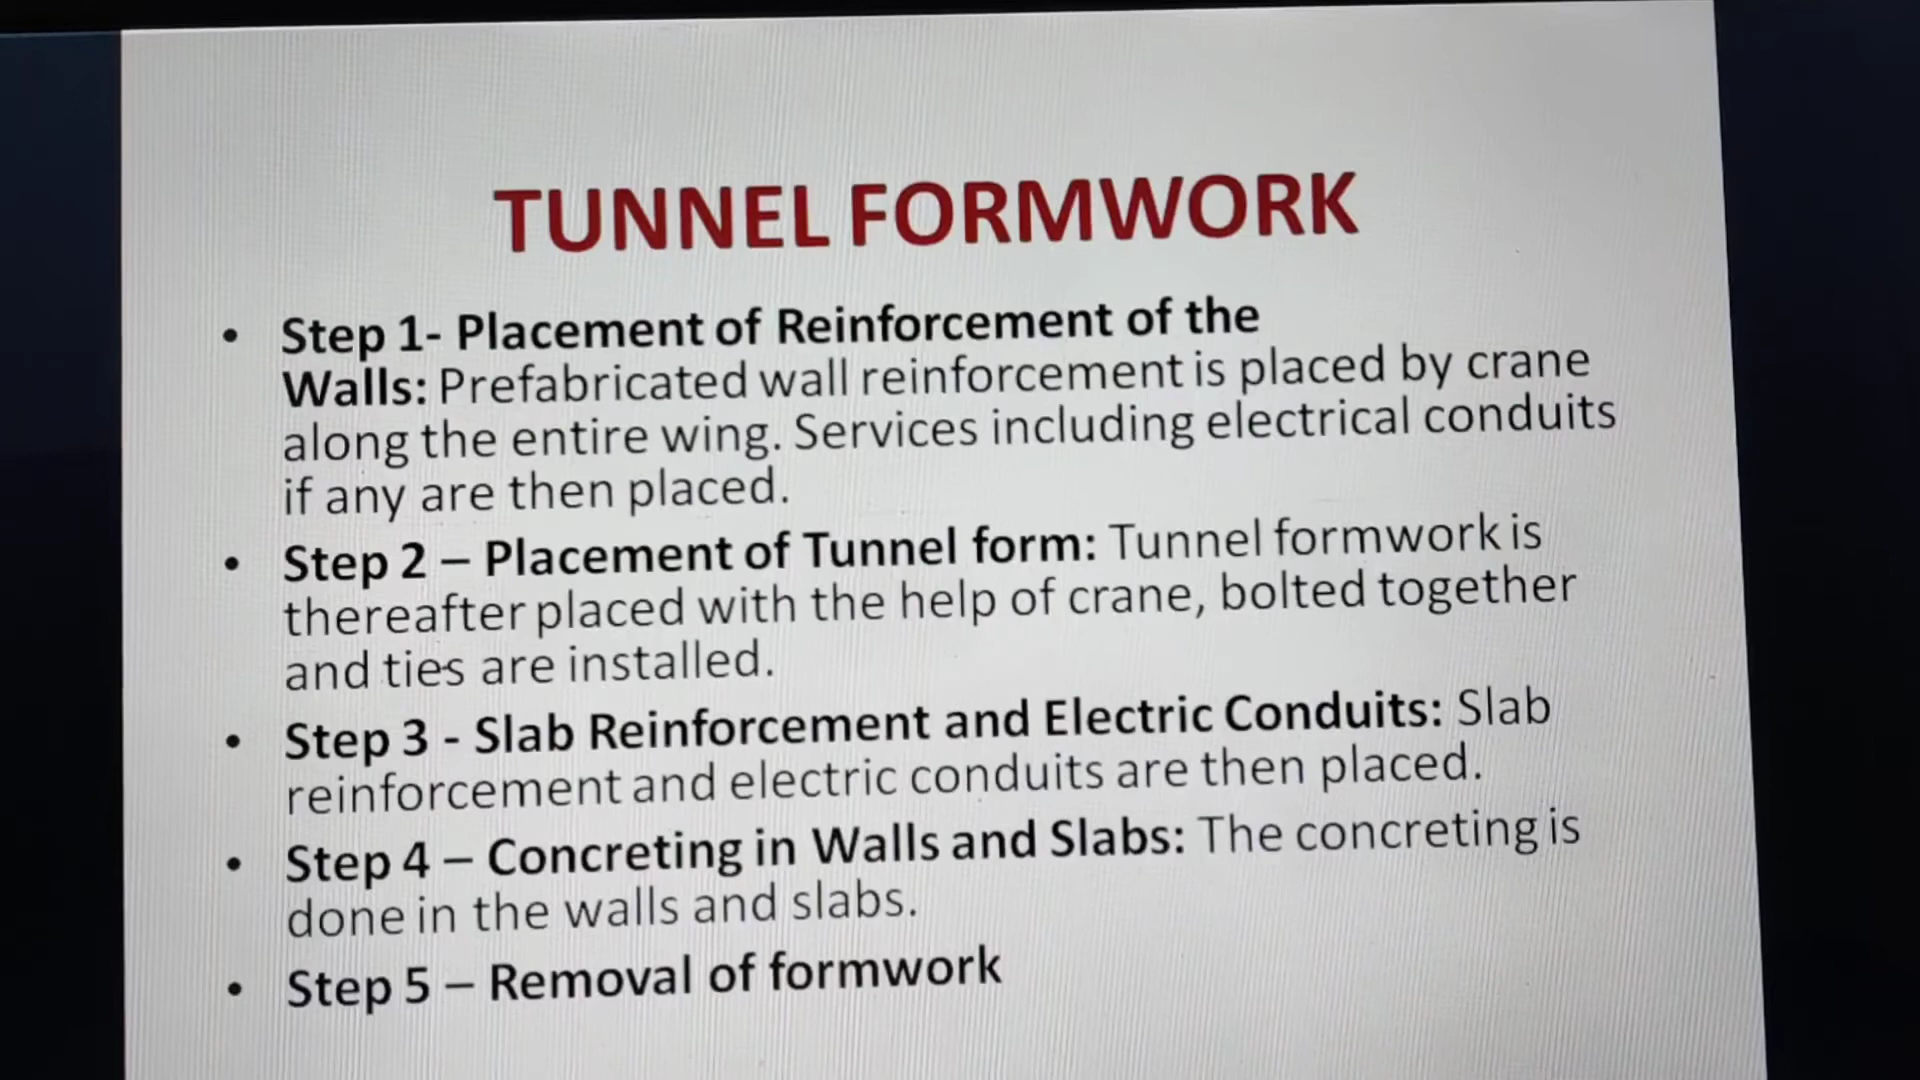 TUNNEL FORMWORK
• Step 1- Placement of Reinforcement of the
Walls: Prefabricated wall reinforcement is placed by crane
along the entire wing. Services including electrical conduits
if any are then placed.
• Step 2 – Placement of Tunnel form: Tunnel formwork is
thereafter placed with the help of crane, bolted together
and ties are installed.
• Step 3 - Slab Reinforcement and Electric Conduits: Slab
reinforcement and electric conduits are then placed.
• Step 4 – Concreting in Walls and Slabs: The concreting is
done in the walls and slabs.
• Step 5 – Removal of formwork